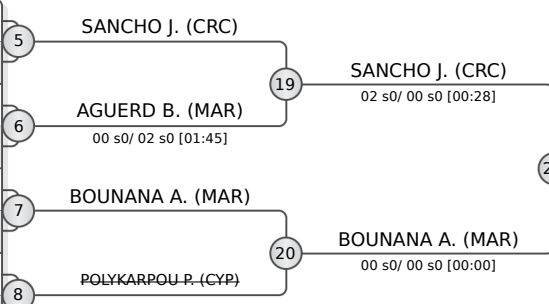 5
SANCHO J. (CRC)
19
SANCHO J. (CRC)
02 s0/ 00 s0 [00:28]
6
AGUERD B. (MAR)
00 s0/ 02 s0 [01:45]
7
BOUNANA A. (MAR)
20
BOUNANA A. (MAR)
00 s0/ 00 s0 [00:00]
8
POLYKARPOU P. (CYP)